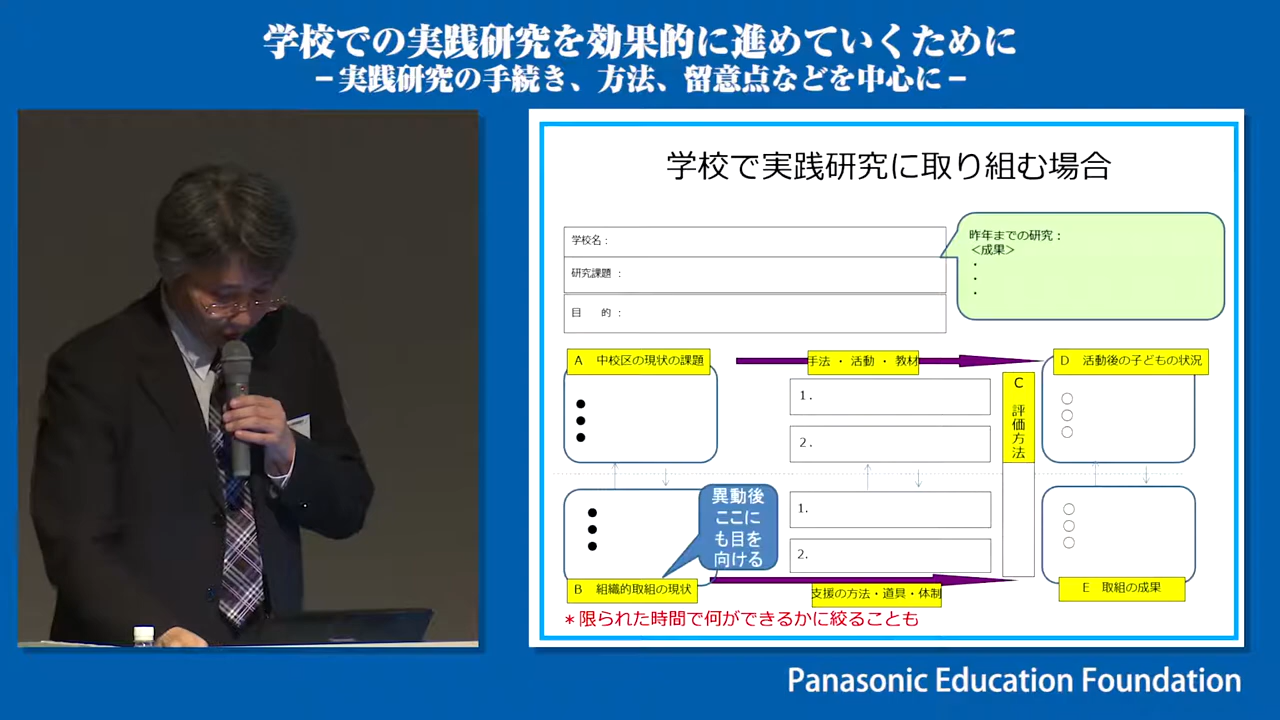 学校での実践研究を効果的に進めていくために
－実践研究の手続き、方法、留意点などを中心に－
学校で実践研究に取り組む場合
学校名：
研究課題 ：
目 的 ：
昨年までの研究：
＜成果＞
・
・
・
A 中校区の現状の課題
手法 ・ 活動 ・ 教材
D 活動後の子どもの状況
●
●
●
1.
2.
C 評価方法
○
○
○
●
●
●
異動後
ここに
も目を
向ける
1.
2.
○
○
○
B 組織的取組の現状
支援の方法・道具・体制
E 取組の成果
＊限られた時間で何ができるかに絞ることも
Panasonic Education Foundation